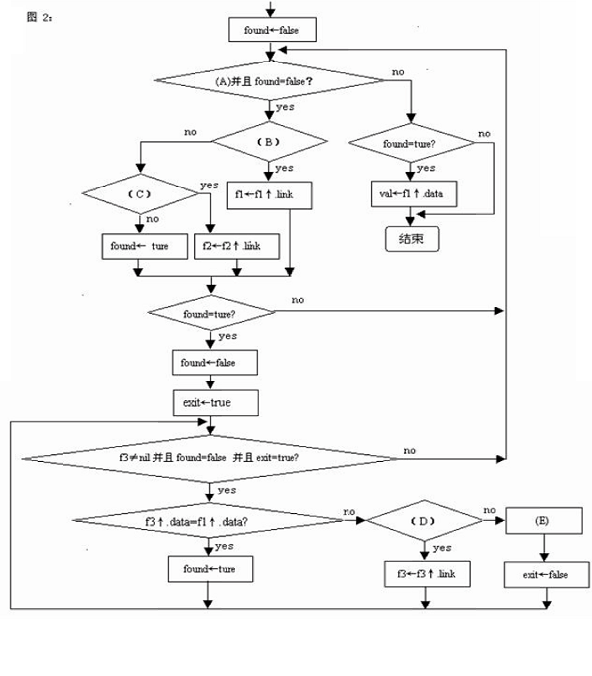 图 2:
found←false
(A)并且 found=false?
no
yes
(B)
no
yes
found=ture?
no
yes
(C)
yes
no
f1←f1↑.link
val←f1↑.data
found← ture
f2←f2↑.link
结束
found=ture?
no
yes
found←false
exit←true
f3≠nil 并且 found=false 并且 exit=true?
no
yes
f3↑.data=f1↑.data?
no
(D)
no
(E)
yes
yes
found←ture
f3←f3↑.link
exit←false